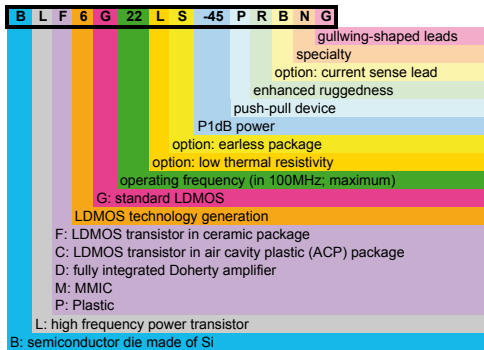 B L F 6 G 22 L S -45 P R B N G
gullwing-shaped leads
specialty
option: current sense lead
enhanced ruggedness
push-pull device
P1dB power
option: earless package
option: low thermal resistivity
operating frequency (in 100MHz; maximum)
G: standard LDMOS
LDMOS technology generation
F: LDMOS transistor in ceramic package
C: LDMOS transistor in air cavity plastic (ACP) package
D: fully integrated Doherty amplifier
M: MMIC
P: Plastic
L: high frequency power transistor
B: semiconductor die made of Si